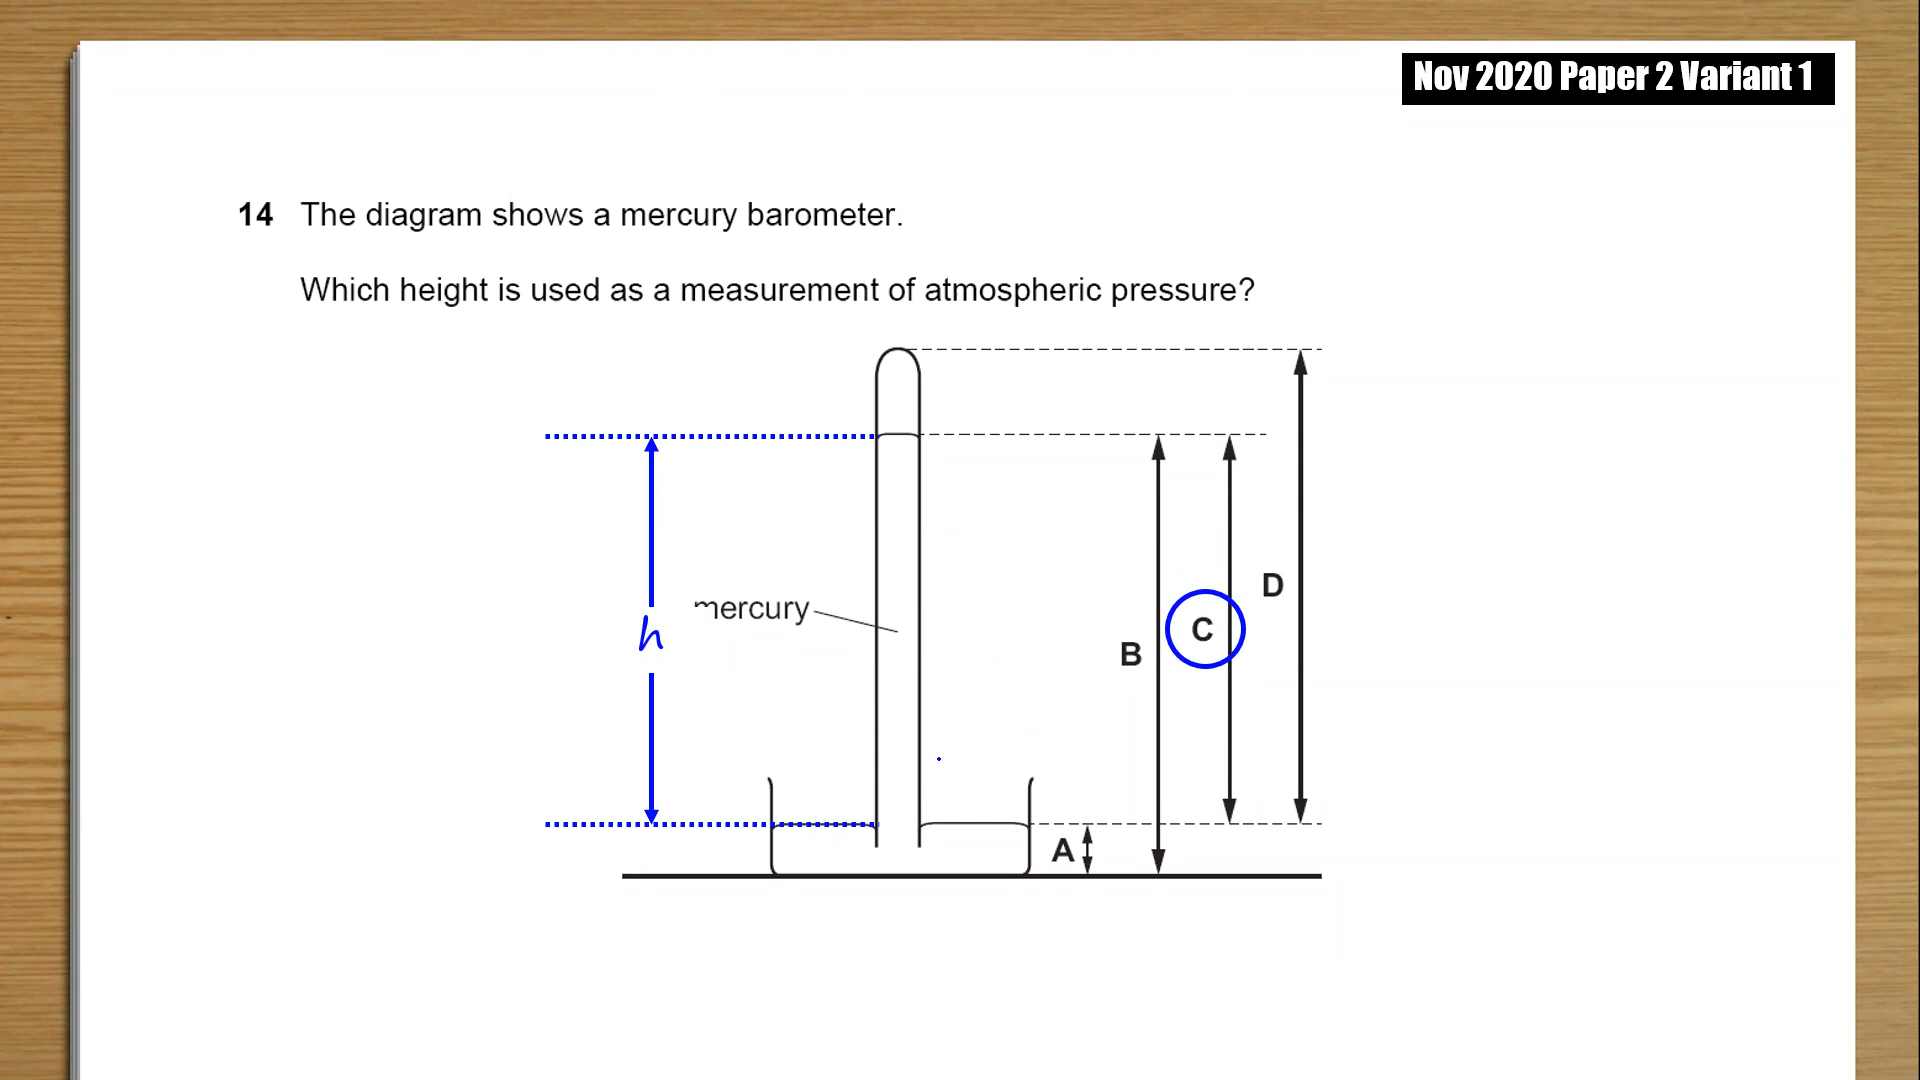 Nov 2020 Paper 2 Variant 1
14 The diagram shows a mercury barometer.
Which height is used as a measurement of atmospheric pressure?
D
mercury
C
h
B
A